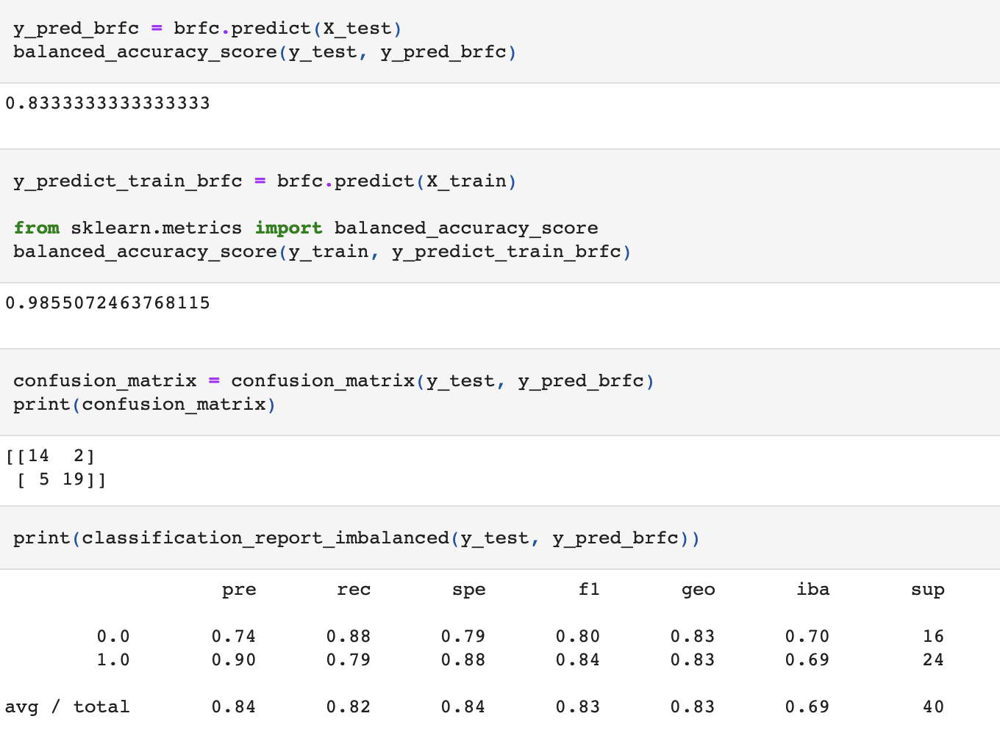 y_pred_brfc = brfc.predict(X_test)
balanced_accuracy_score(y_test, y_pred_brfc)
0.8333333333333333
y_predict_train_brfc = brfc.predict(X_train)
from sklearn.metrics import balanced_accuracy_score
balanced_accuracy_score(y_train, y_predict_train_brfc)
0.9855072463768115
confusion_matrix = confusion_matrix(y_test, y_pred_brfc)
print(confusion_matrix)
[[14  2]
 [ 5 19]]
print(classification_report_imbalanced(y_test, y_pred_brfc))
pre rec spe f1 geo iba sup
0.0 0.74 0.88 0.79 0.80 0.83 0.70 16
1.0 0.90 0.79 0.88 0.84 0.83 0.69 24
avg / total 0.84 0.82 0.84 0.83 0.83 0.69 40